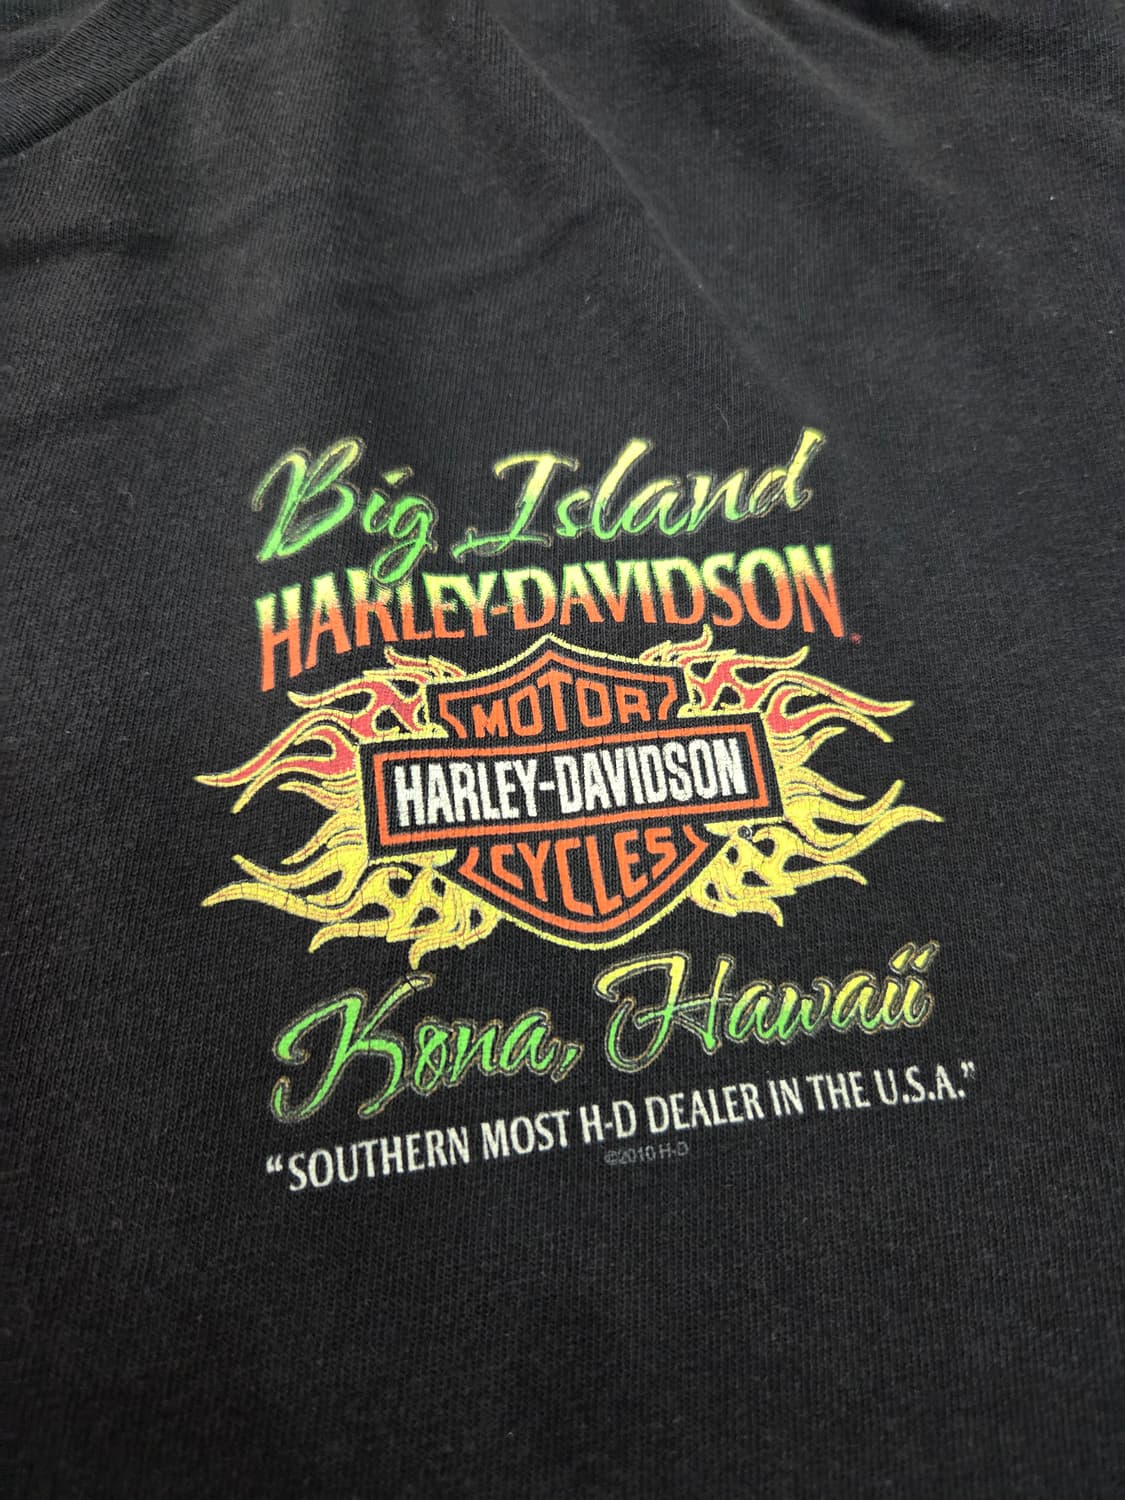 Big Island
HARLEY-DAVIDSON
MOTOR
HARLEY-DAVIDSON
CYCLES
Kona, Hawaii
"SOUTHERN MOST H-D DEALER IN THE U.S.A."
©2010 H-D